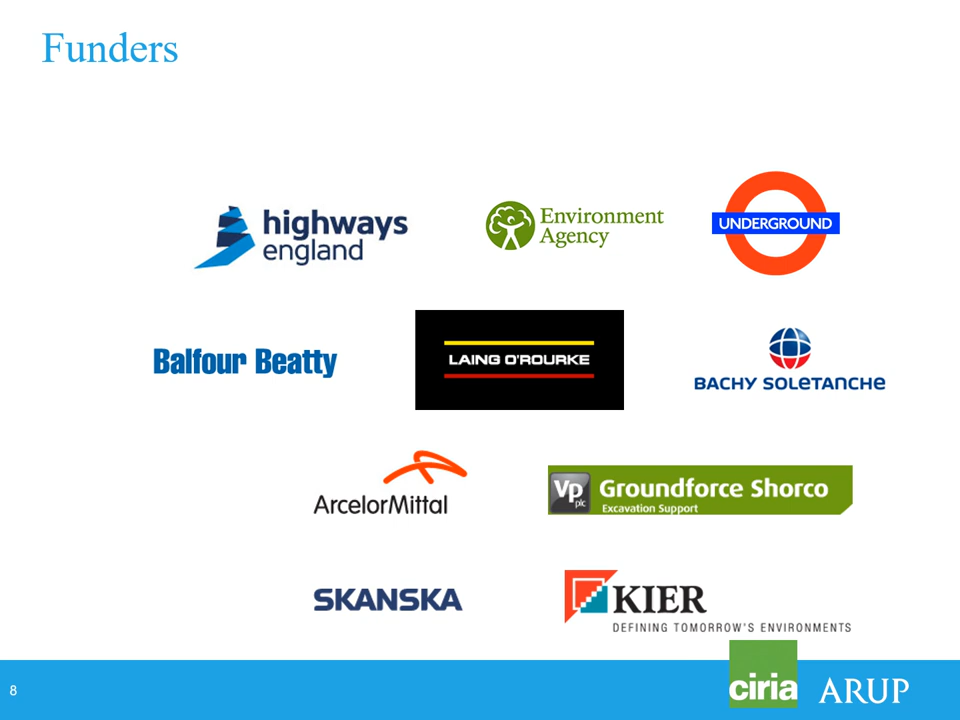 Funders
highways
england
Environment
Agency
UNDERGROUND
Balfour Beatty
LAING O'ROURKE
BACHY SOLETANCHE
ArcelorMittal
Vp
plc
Groundforce Shorco
Excavation Support
SKANSKA
KIER
DEFINING TOMORROW'S ENVIRONMENTS
8
ciria
ARUP